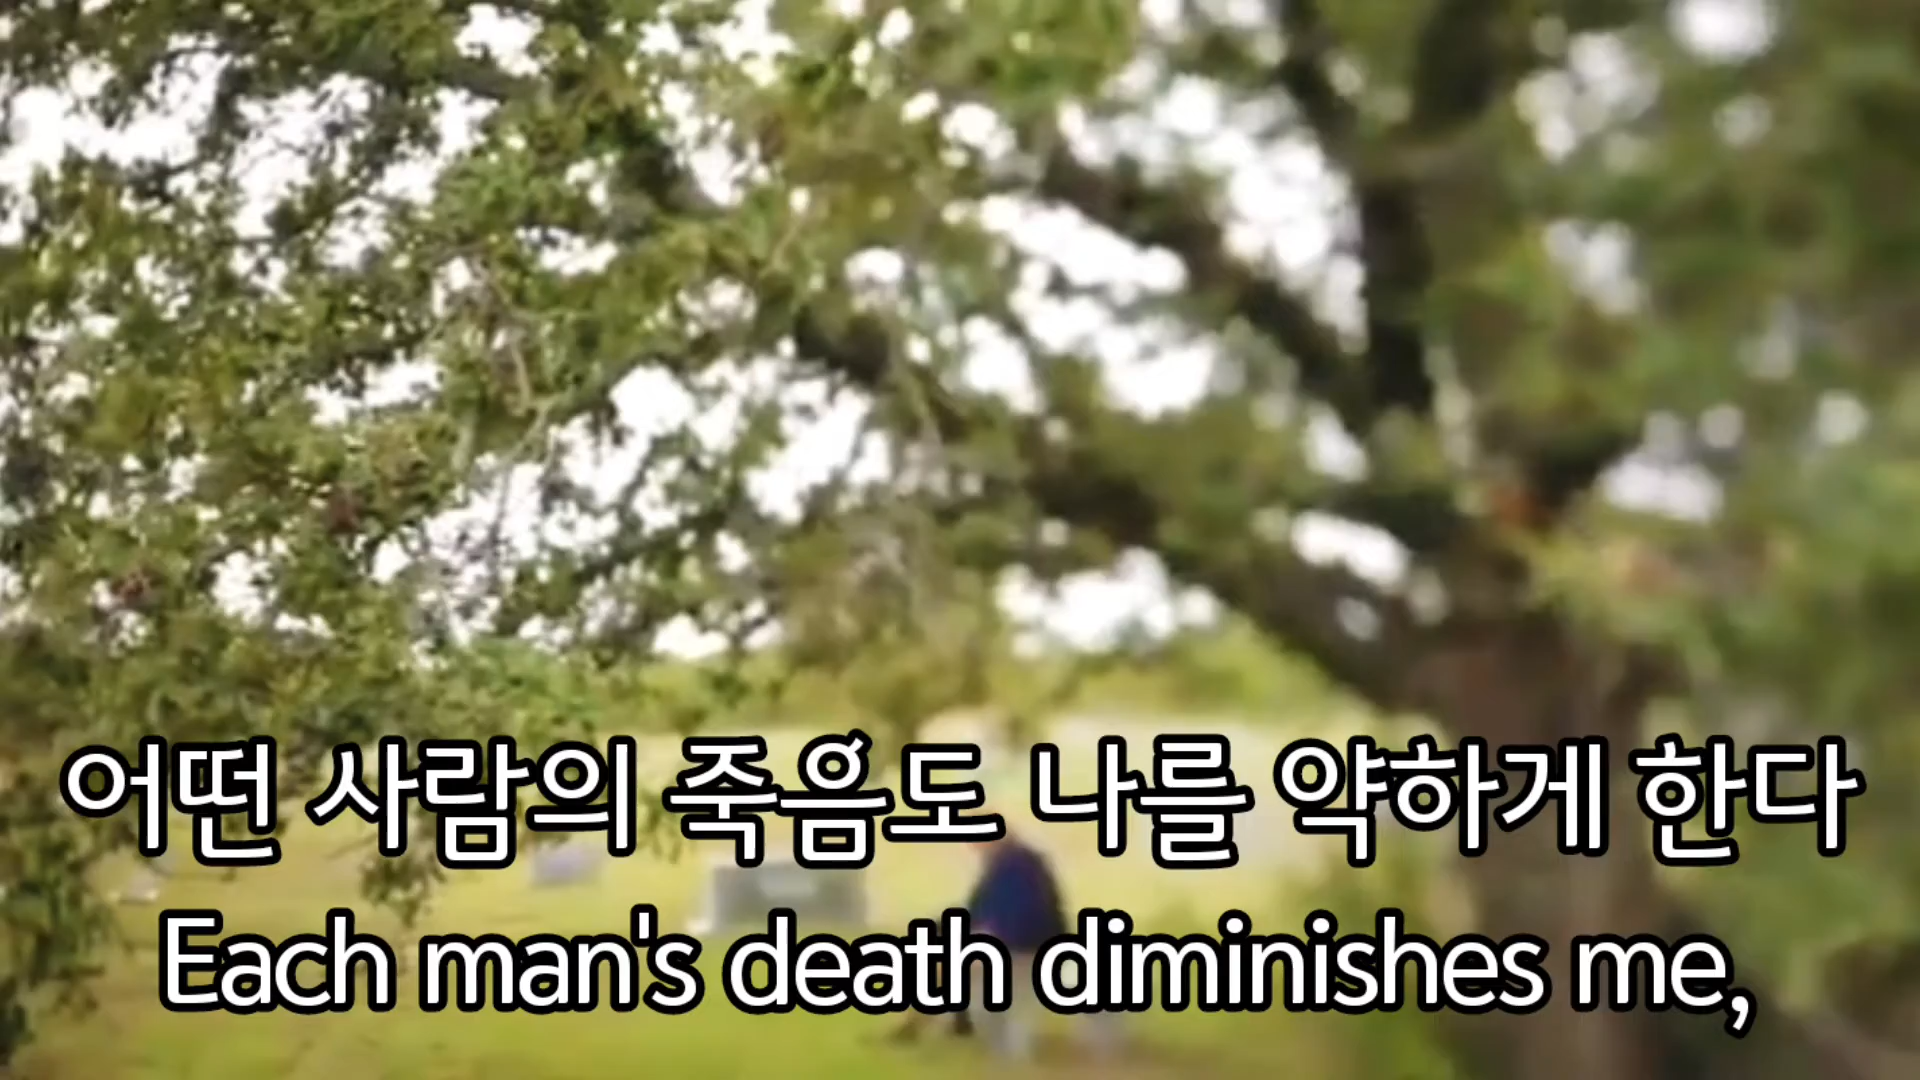 어떤 사람의 죽음도 나를 약하게 한다
Each man's death diminishes me,